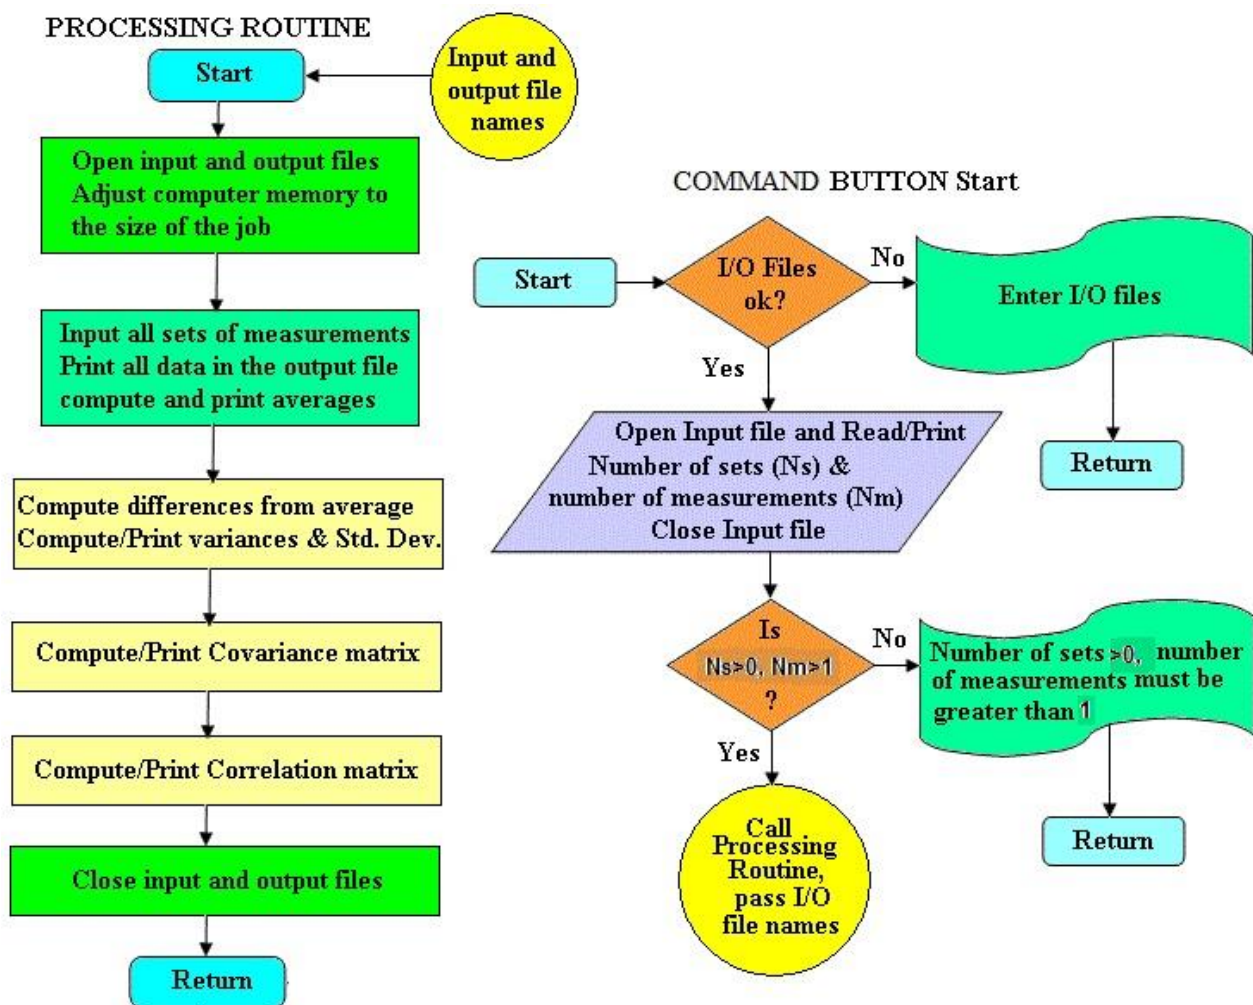 PROCESSING ROUTINE
Start
Input and
output file
names
Open input and output files
Adjust computer memory to
the size of the job
Input all sets of measurements
Print all data in the output file
compute and print averages
Compute differences from average
Compute/Print variances & Std. Dev.
Compute/Print Covariance matrix
Compute/Print Correlation matrix
Close input and output files
Return
COMMAND BUTTON Start
Start
I/O Files
ok?
No
Enter I/O files
Return
Yes
Open Input file and Read/Print
Number of sets (Ns) &
number of measurements (Nm)
Close Input file
Is
Ns>0, Nm>1
?
No
Number of sets >0, number
of measurements must be
greater than 1
Return
Yes
Call
Processing
Routine,
pass I/O
file names